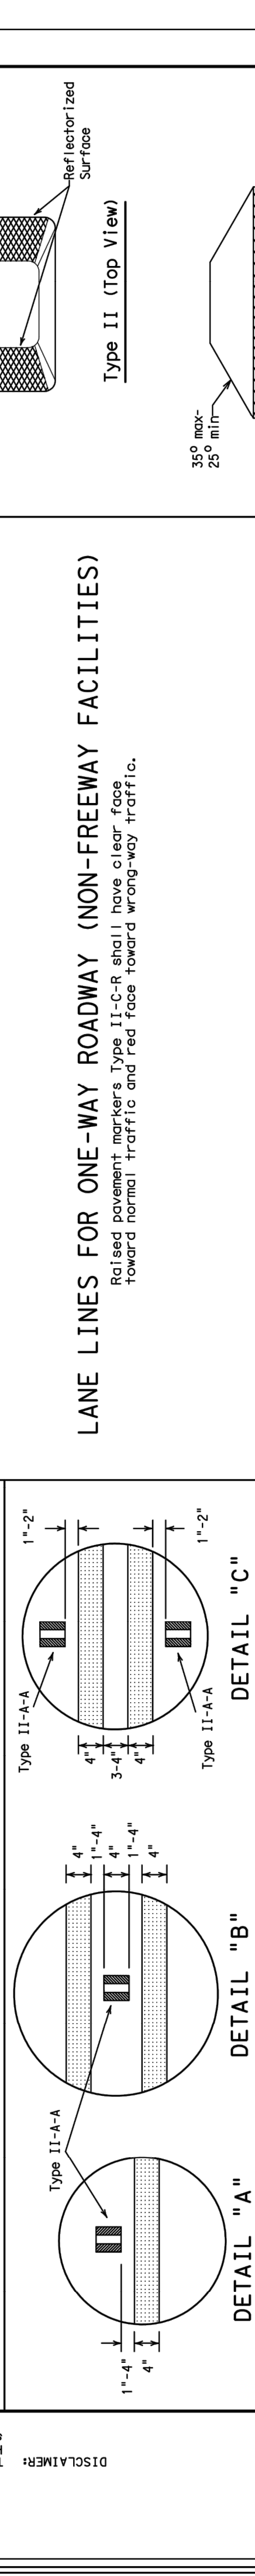 Type II-A-A
1"-4"
4"
DETAIL "A"
4"
1"-4"
4"
1"-4"
4"
DETAIL "B"
Type II-A-A
1"-2"
4"
3-4"
4"
1"-2"
Type II-A-A
DETAIL "C"
LANE LINES FOR ONE-WAY ROADWAY (NON-FREEWAY FACILITIES)
Raised pavement markers Type II-C-R shall have clear face
toward normal traffic and red face toward wrong-way traffic.
Reflectorized
Surface
Type II (Top View)
35° max-
25° min
DISCLAIMER: